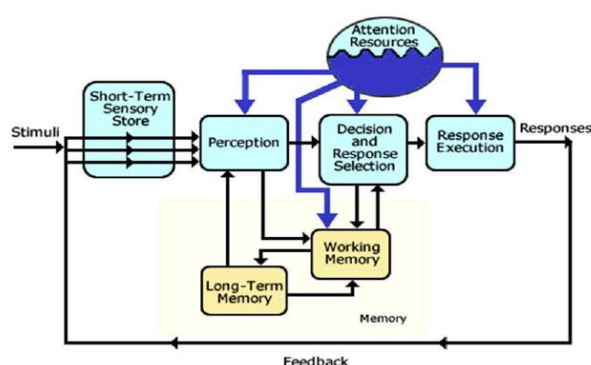 Attention
Resources
Short-Term
Sensory
Store
Stimuli
Perception
Decision
and
Response
Selection
Response
Execution
Responses
Working
Memory
Long-Term
Memory
Memory
Feedback